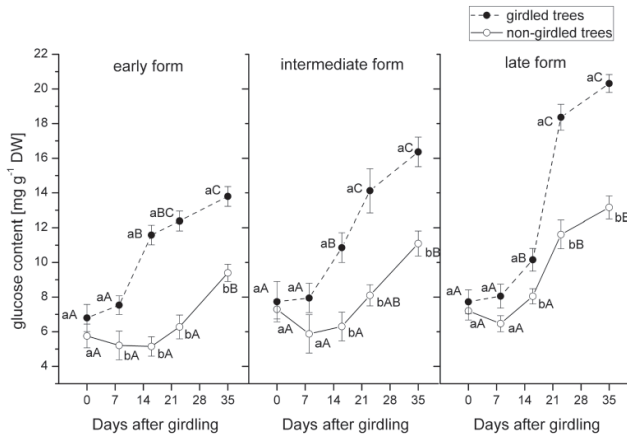 girdled trees
non-girdled trees
early form
intermediate form
late form
glucose content [mg g⁻¹ DW]
22
20
18
16
14
12
10
8
6
4
aA
aA
aB
aBC
aC
aA
bA
bA
bA
bB
aA
aA
aB
aC
aC
aA
aA
bA
bAB
bB
aA
aA
aB
aC
aC
aA
aA
bA
bB
bB
0 7 14 21 28 35
0 7 14 21 28 35
0 7 14 21 28 35
Days after girdling
Days after girdling
Days after girdling